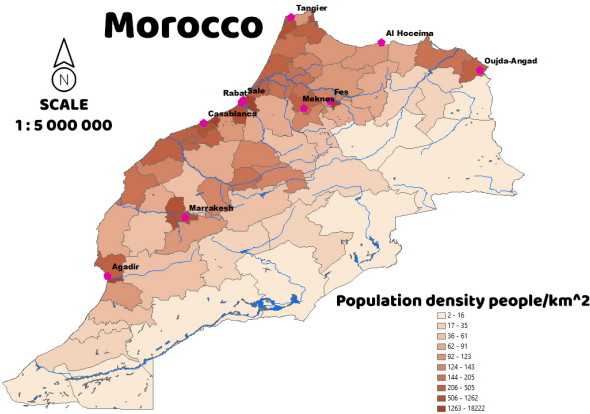 Morocco
N
SCALE
1 : 5 000 000
Tangier
Al Hoceima
Oujda-Angad
Rabat
Sale
Fes
Meknes
Casablanca
Marrakesh
Agadir
Population density people/km^2
2 - 16
17 - 35
36 - 61
62 - 91
92 - 123
124 - 143
144 - 205
206 - 505
506 - 1262
1263 - 18222